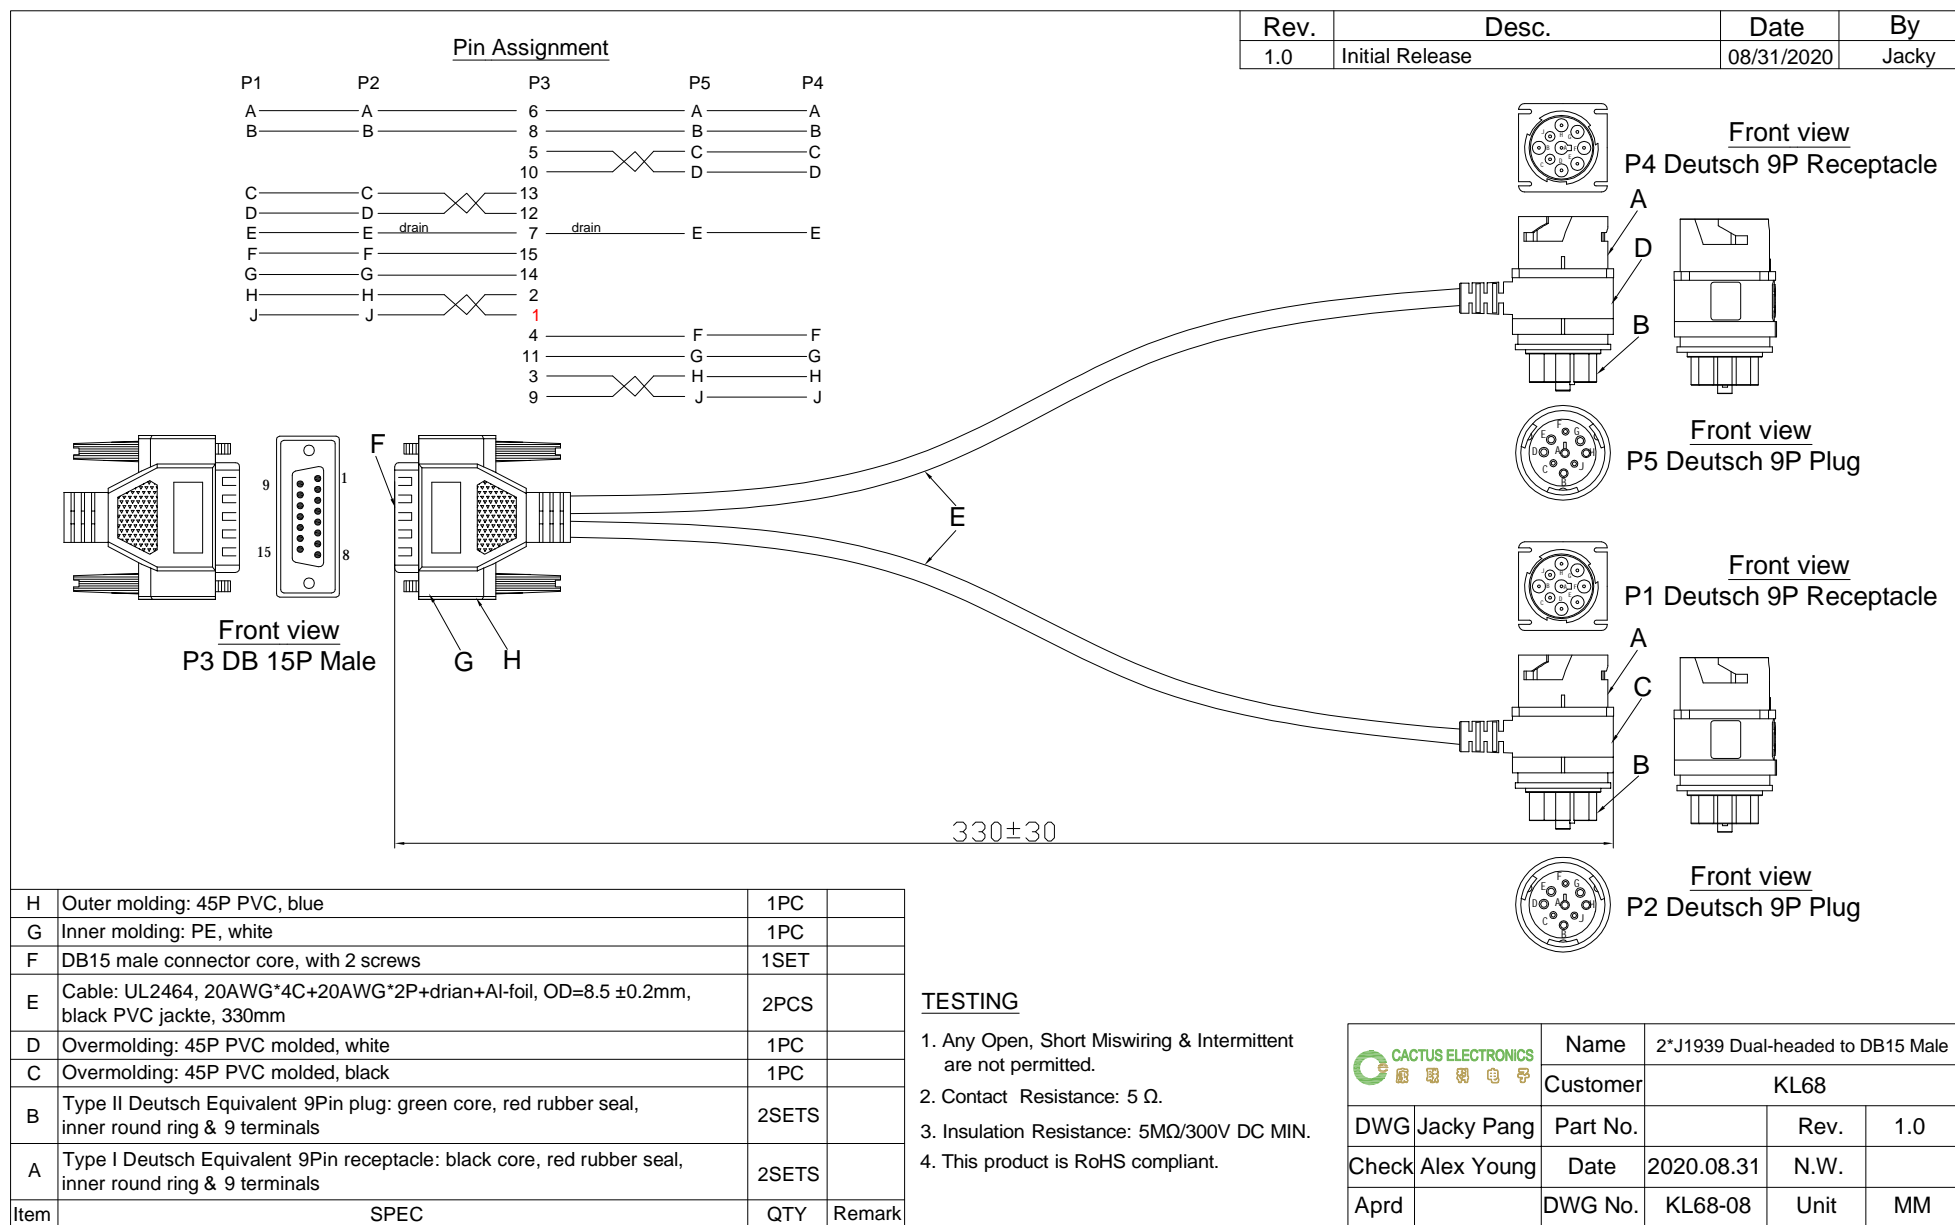 Rev. Desc. Date By
1.0 Initial Release 08/31/2020 Jacky
Pin Assignment
P1 P2 P3 P5 P4
A A 6 A A
B B 8 B B
5 C C
10 D D
C C 13
D D 12
E E drain 7 drain E E
F F 15
G G 14
H H 2
J J 1
4 F F
11 G G
3 H H
9 J J
Front view
P4 Deutsch 9P Receptacle
A
D
B
Front view
P5 Deutsch 9P Plug
F
9 1
15 8
Front view
P3 DB 15P Male
G H
E
Front view
P1 Deutsch 9P Receptacle
A
C
B
330±30
Front view
P2 Deutsch 9P Plug
H Outer molding: 45P PVC, blue 1PC
G Inner molding: PE, white 1PC
F DB15 male connector core, with 2 screws 1SET
E Cable: UL2464, 20AWG*4C+20AWG*2P+drian+Al-foil, OD=8.5 ±0.2mm,
black PVC jackte, 330mm 2PCS
D Overmolding: 45P PVC molded, white 1PC
C Overmolding: 45P PVC molded, black 1PC
B Type II Deutsch Equivalent 9Pin plug: green core, red rubber seal,
inner round ring & 9 terminals 2SETS
A Type I Deutsch Equivalent 9Pin receptacle: black core, red rubber seal,
inner round ring & 9 terminals 2SETS
Item SPEC QTY Remark
TESTING
1. Any Open, Short Miswiring & Intermittent
are not permitted.
2. Contact Resistance: 5 Ω.
3. Insulation Resistance: 5MΩ/300V DC MIN.
4. This product is RoHS compliant.
CACTUS ELECTRONICS
Name 2*J1939 Dual-headed to DB15 Male
Customer KL68
DWG Jacky Pang Part No. Rev. 1.0
Check Alex Young Date 2020.08.31 N.W.
Aprd DWG No. KL68-08 Unit MM